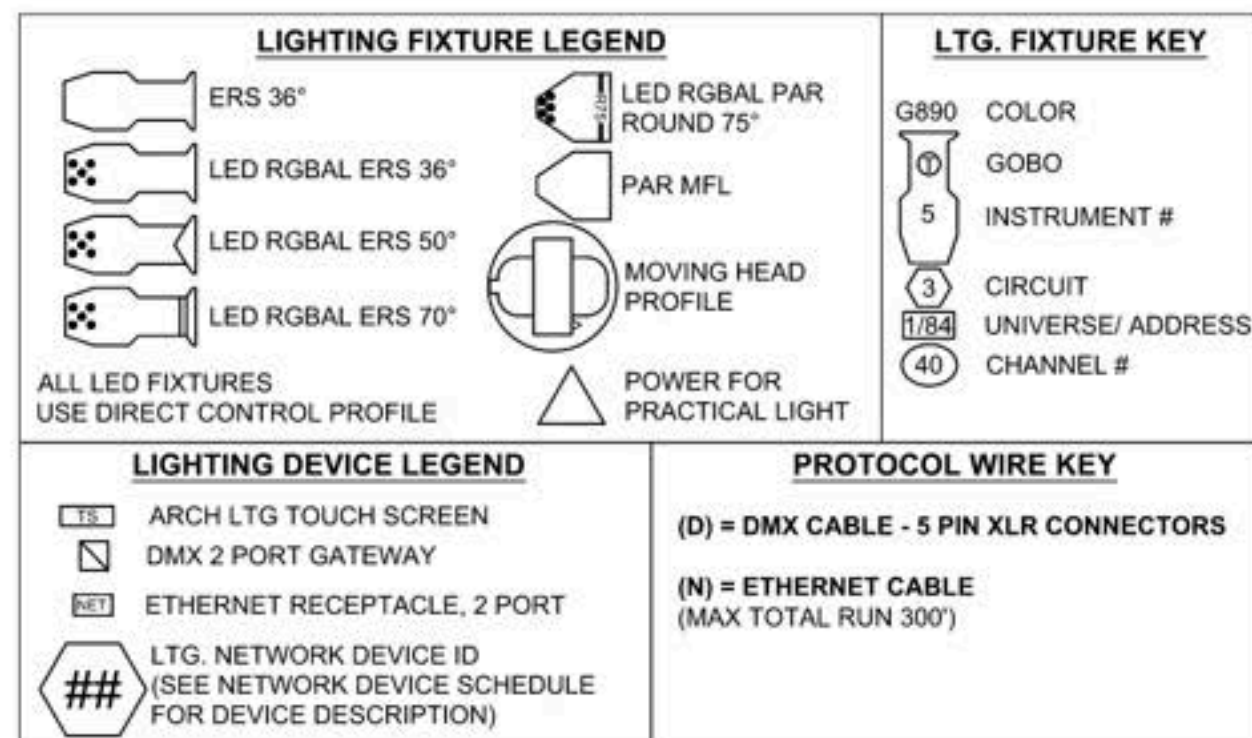 LIGHTING FIXTURE LEGEND
ERS 36°
LED RGBAL ERS 36°
LED RGBAL ERS 50°
LED RGBAL ERS 70°
ALL LED FIXTURES
USE DIRECT CONTROL PROFILE
R75
LED RGBAL PAR
ROUND 75°
PAR MFL
MOVING HEAD
PROFILE
POWER FOR
PRACTICAL LIGHT
LTG. FIXTURE KEY
G890 COLOR
T GOBO
5 INSTRUMENT #
3 CIRCUIT
1/84 UNIVERSE/ ADDRESS
40 CHANNEL #
LIGHTING DEVICE LEGEND
TS ARCH LTG TOUCH SCREEN
DMX 2 PORT GATEWAY
NET ETHERNET RECEPTACLE, 2 PORT
## LTG. NETWORK DEVICE ID
(SEE NETWORK DEVICE SCHEDULE
FOR DEVICE DESCRIPTION)
PROTOCOL WIRE KEY
(D) = DMX CABLE - 5 PIN XLR CONNECTORS
(N) = ETHERNET CABLE
(MAX TOTAL RUN 300')